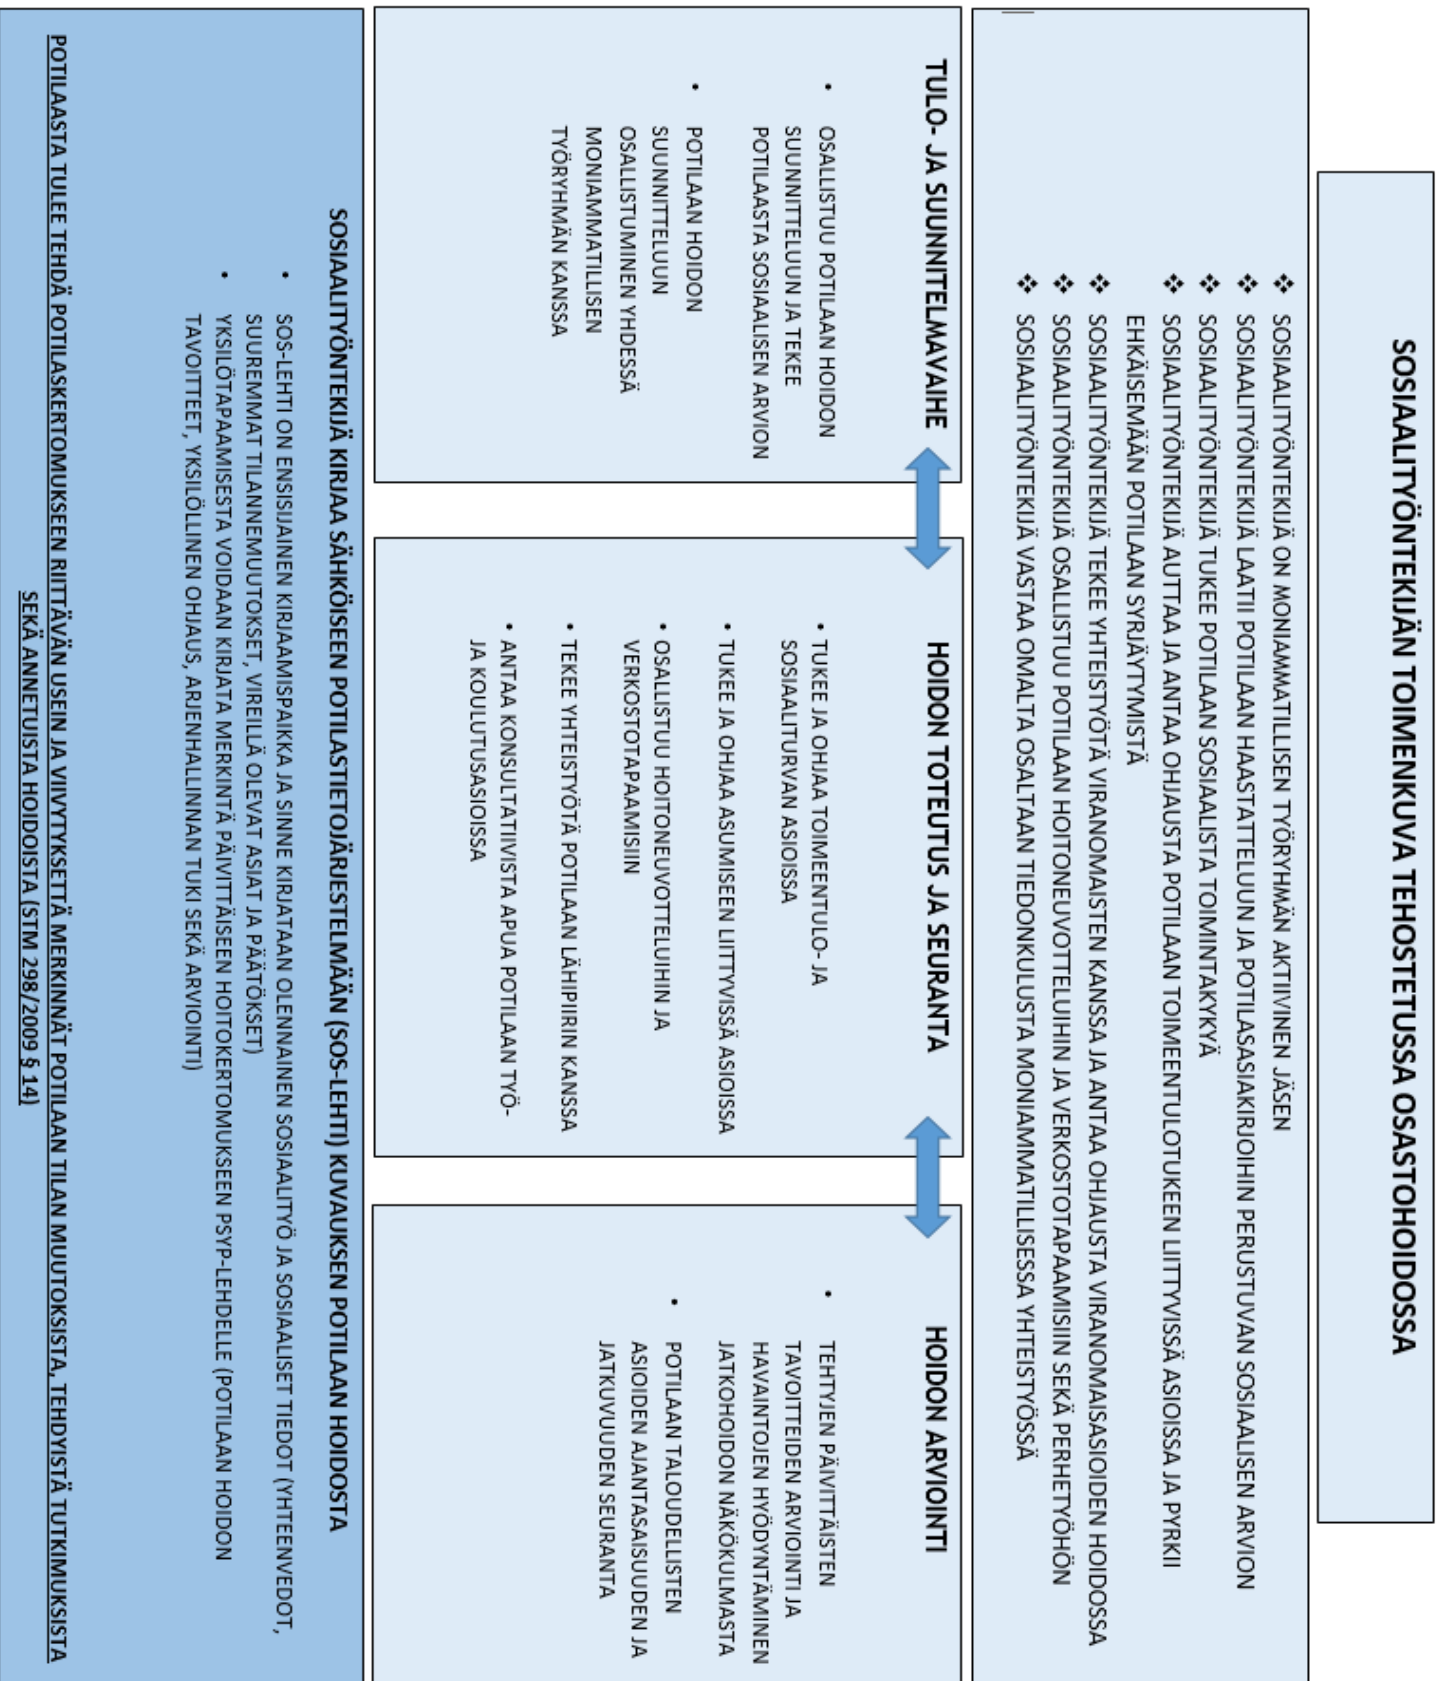 SOSIAALITYÖNTEKIJÄN TOIMENKUVA TEHOSTETUSSA OSASTOHOIDOSSA
❖ SOSIAALITYÖNTEKIJÄ ON MONIAMMATILLISEN TYÖRYHMÄN AKTIIVINEN JÄSEN
❖ SOSIAALITYÖNTEKIJÄ LAATII POTILAAN HAASTATTELUUN JA POTILASASIAKIRJOIHIN PERUSTUVAN SOSIAALISEN ARVION
❖ SOSIAALITYÖNTEKIJÄ TUKEE POTILAAN SOSIAALISTA TOIMINTAKYKYÄ
❖ SOSIAALITYÖNTEKIJÄ AUTTAA JA ANTAA OHJAUSTA POTILAAN TOIMEENTULOTUKEEN LIITTYVISSÄ ASIOISSA JA PYRKII
EHKÄISEMÄÄN POTILAAN SYRJÄYTYMISTÄ
❖ SOSIAALITYÖNTEKIJÄ TEKEE YHTEISTYÖTÄ VIRANOMAISTEN KANSSA JA ANTAA OHJAUSTA VIRANOMAISASIOIDEN HOIDOSSA
❖ SOSIAALITYÖNTEKIJÄ OSALLISTUU POTILAAN HOITONEUVOTTELUIHIN JA VERKOSTOTAPAAMISIIN SEKÄ PERHETYÖHÖN
❖ SOSIAALITYÖNTEKIJÄ VASTAA OMALTA OSALTAAN TIEDONKULUSTA MONIAMMATILLISESSA YHTEISTYÖSSÄ
TULO- JA SUUNNITELMAVAIHE
• OSALLISTUU POTILAAN HOIDON
SUUNNITTELUUN JA TEKEE
POTILAASTA SOSIAALISEN ARVION
• POTILAAN HOIDON
SUUNNITTELUUN
OSALLISTUMINEN YHDESSÄ
MONIAMMATILLISEN
TYÖRYHMÄN KANSSA
HOIDON TOTEUTUS JA SEURANTA
• TUKEE JA OHJAA TOIMEENTULO- JA
SOSIAALITURVAN ASIOISSA
• TUKEE JA OHJAA ASUMISEEN LIITTYVISSÄ ASIOISSA
• OSALLISTUU HOITONEUVOTTELUIHIN JA
VERKOSTOTAPAAMISIIN
• TEKEE YHTEISTYÖTÄ POTILAAN LÄHIPIIRIN KANSSA
• ANTAA KONSULTATIIVISTA APUA POTILAAN TYÖ-
JA KOULUTUSASIOISSA
HOIDON ARVIOINTI
• TEHTYJEN PÄIVITTÄISTEN
TAVOITTEIDEN ARVIOINTI JA
HAVAINTOJEN HYÖDYNTÄMINEN
JATKOHOIDON NÄKÖKULMASTA
• POTILAAN TALOUDELLISTEN
ASIOIDEN AJANTASAISUUDEN JA
JATKUVUUDEN SEURANTA
SOSIAALITYÖNTEKIJÄ KIRJAA SÄHKÖISEEN POTILASTIETOJÄRJESTELMÄÄN (SOS-LEHTI) KUVAUKSEN POTILAAN HOIDOSTA
• SOS-LEHTI ON ENSISIJAINEN KIRJAAMISPAIKKA JA SINNE KIRJATAAN OLENNAINEN SOSIAALITYÖ JA SOSIAALISET TIEDOT (YHTEENVEDOT,
SUUREMMAT TILANNEMUUTOKSET, VIREILLÄ OLEVAT ASIAT JA PÄÄTÖKSET)
• YKSILÖTAPAAMISESTA VOIDAAN KIRJATA MERKINTÄ PÄIVITTÄISEEN HOITOKERTOMUKSEEN PSYP-LEHDELLE (POTILAAN HOIDON
TAVOITTEET, YKSILÖLLINEN OHJAUS, ARJENHALLINNAN TUKI SEKÄ ARVIOINTI)
POTILAASTA TULEE TEHDÄ POTILASKERTOMUKSEEN RIITTÄVÄN USEIN JA VIIVYTYKSETTÄ MERKINNÄT POTILAAN TILAN MUUTOKSISTA, TEHDYISTÄ TUTKIMUKSISTA
SEKÄ ANNETUISTA HOIDOISTA (STM 298/2009 § 14)